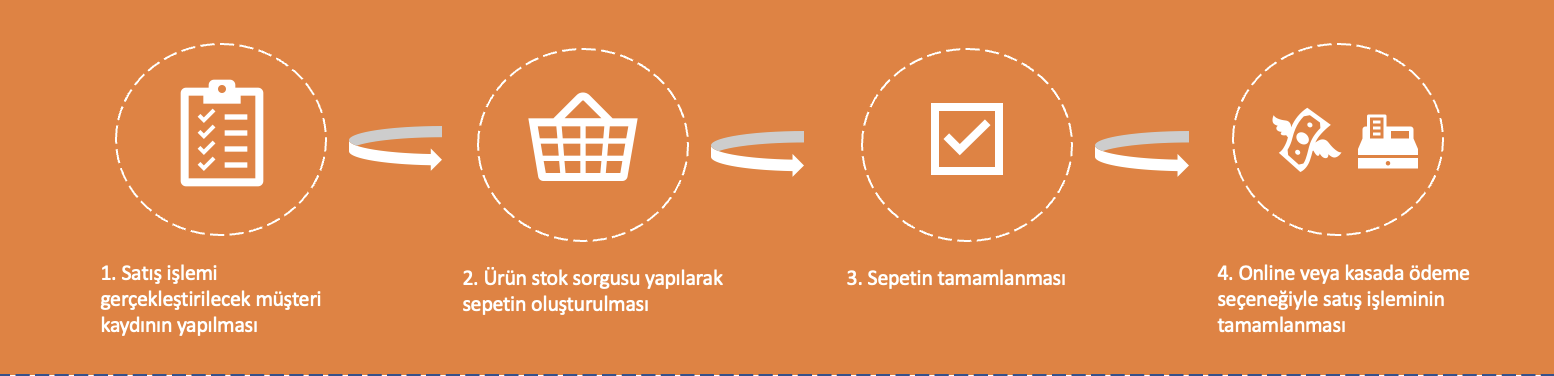 1. Satış işlemi
gerçekleştirilecek müşteri
kaydının yapılması
2. Ürün stok sorgusu yapılarak
sepetin oluşturulması
3. Sepetin tamamlanması
4. Online veya kasada ödeme
seçeneğiyle satış işleminin
tamamlanması